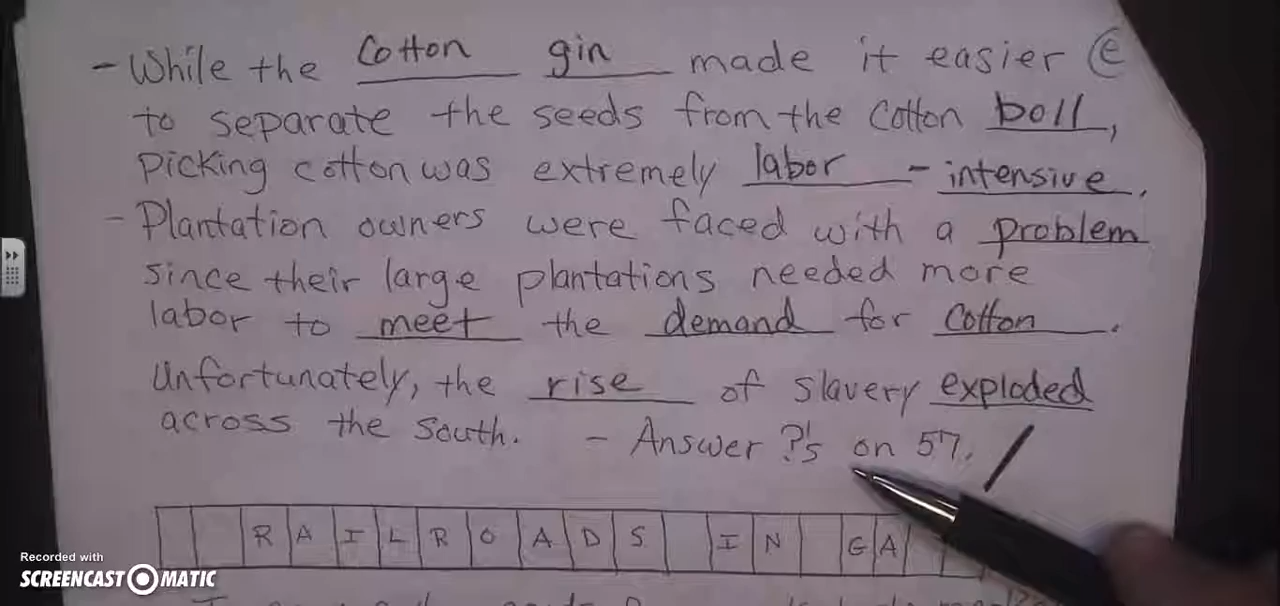 - While the Cotton gin made it easier @
to separate the seeds from the cotton boll,
picking cotton was extremely labor - intensive.
- Plantation owners were faced with a problem
since their large plantations needed more
labor to meet the demand for cotton.
Unfortunately, the rise of slavery exploded
across the south. - Answer ?'s on 57.
RAILROADS IN GA
Recorded with
SCREENCAST-O-MATIC